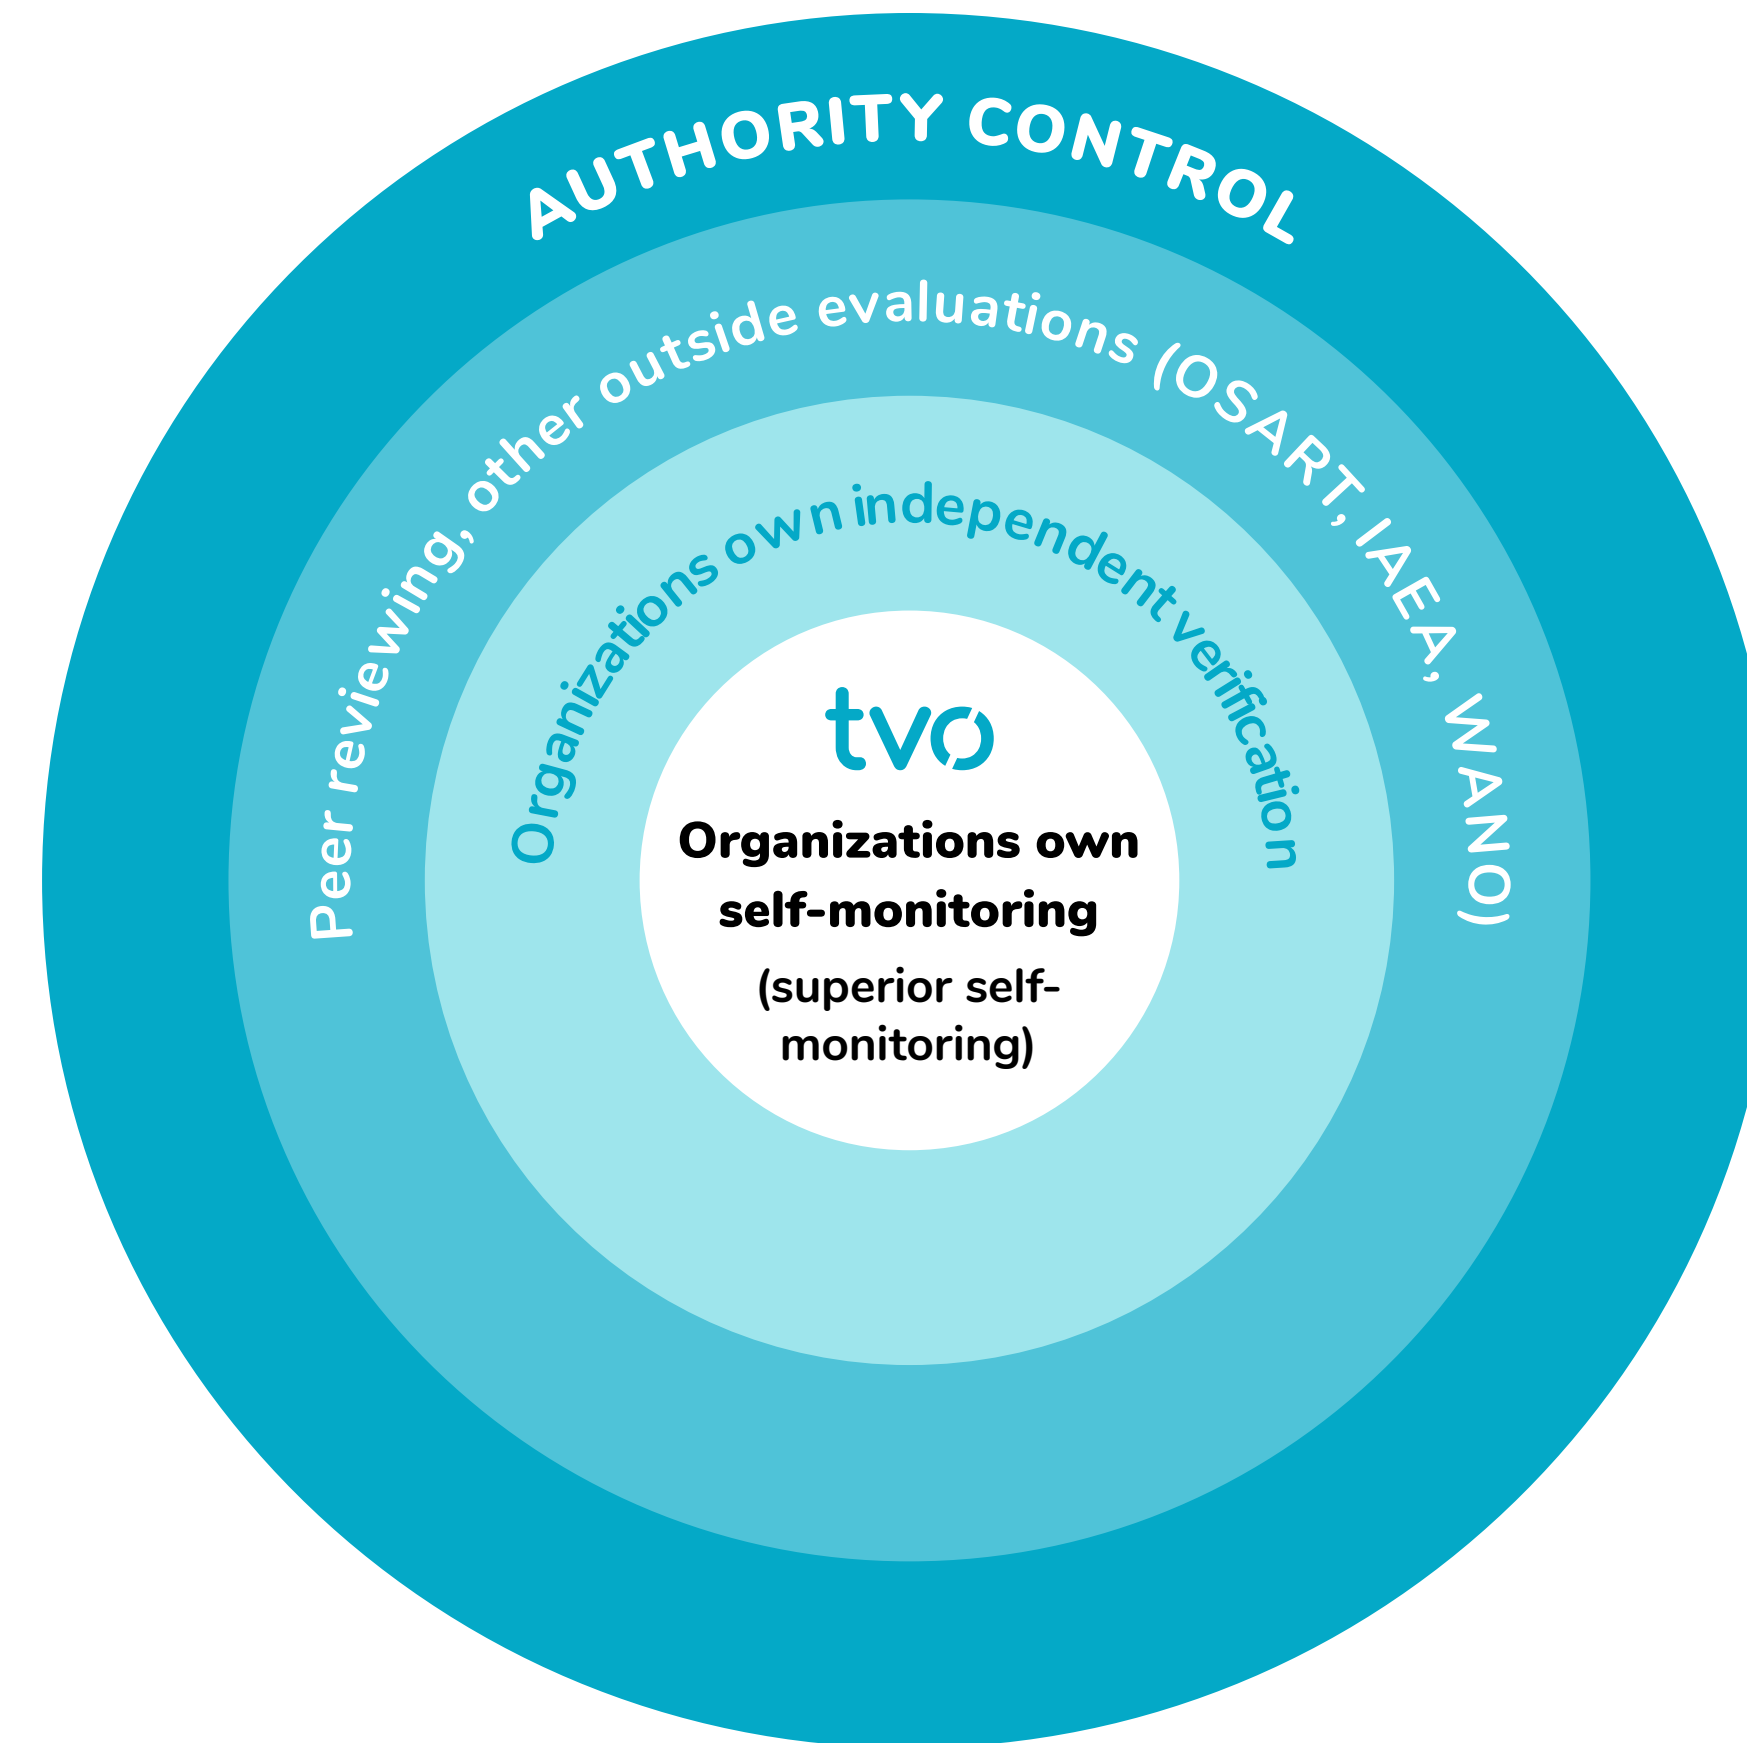 AUTHORITY CONTROL
Peer reviewing, other outside evaluations (OSART, IAEA, WANO)
Organizations own independent verification
tvo
Organizations own
self-monitoring
(superior self-
monitoring)